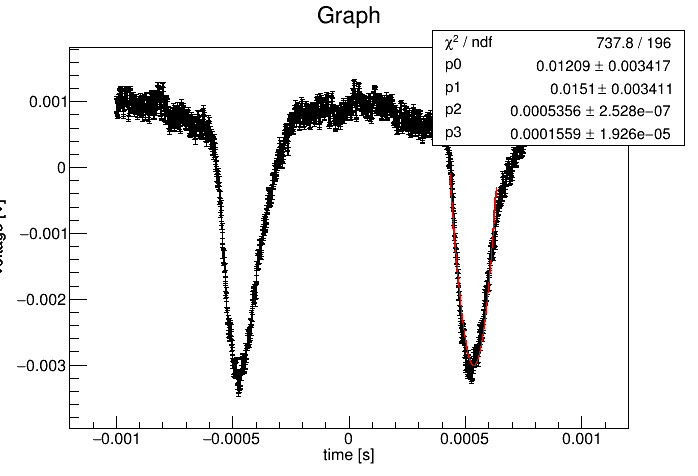 Graph
χ² / ndf 737.8 / 196
p0 0.01209 ± 0.003417
p1 0.0151 ± 0.003411
p2 0.0005356 ± 2.528e−07
p3 0.0001559 ± 1.926e−05
0.001
0
−0.001
−0.002
−0.003
−0.001 −0.0005 0 0.0005 0.001
time [s]